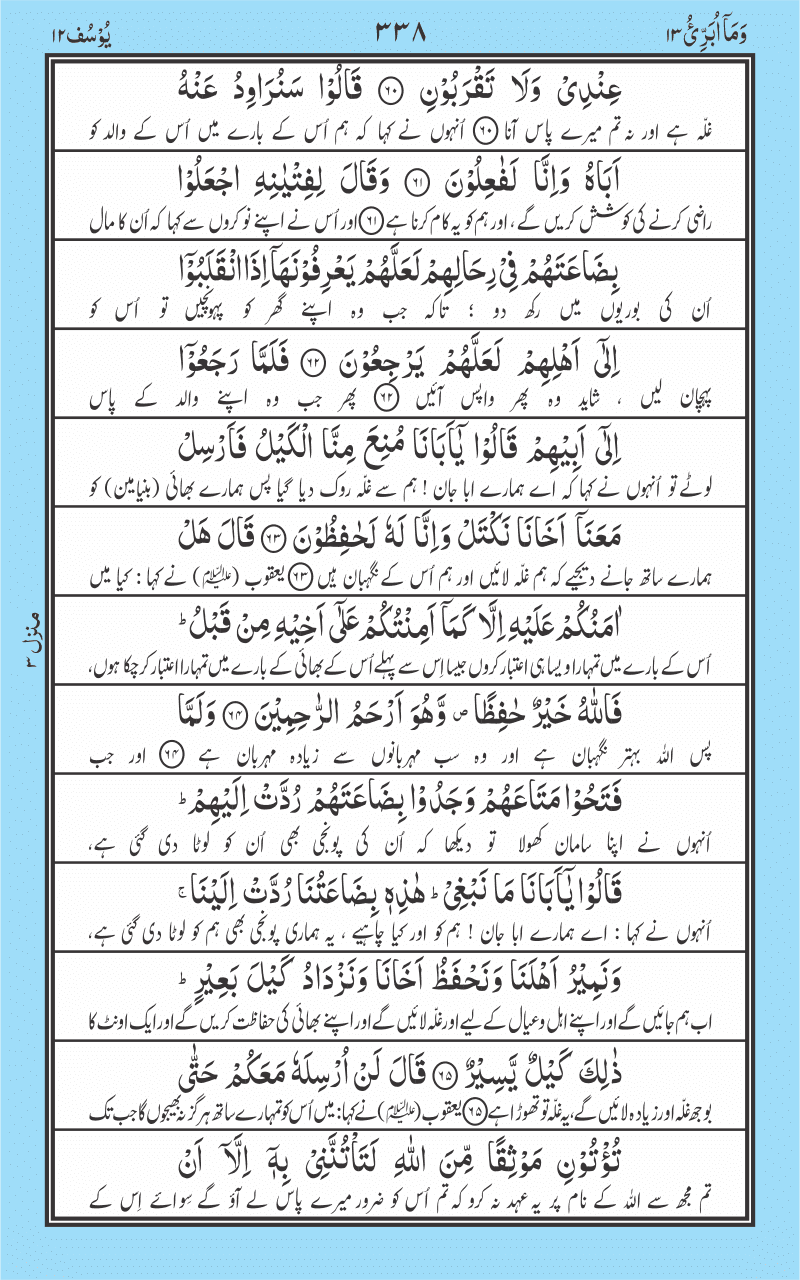 وَمَآ اُبَرِّئُ ١٣
٣٣٨
يُوْسُف ١٢
عِنْدِيْ وَلَا تَقْرَبُوْنِ ﴿٦٠﴾ قَالُوْا سَنُرَاوِدُ عَنْهُ
غلّہ ہے اور نہ تم میرے پاس آنا ﴿٦٠﴾ اُنہوں نے کہا کہ ہم اُس کے بارے میں اُس کے والد کو
اَبَاهُ وَاِنَّا لَفٰعِلُوْنَ ﴿٦١﴾ وَقَالَ لِفِتْيٰنِهِ اجْعَلُوْا
راضی کرنے کی کوشش کریں گے، اور ہم کو یہ کام کرنا ہے ﴿٦١﴾ اور اُس نے اپنے نوکروں سے کہا کہ اُن کا مال
بِضَاعَتَهُمْ فِيْ رِحَالِهِمْ لَعَلَّهُمْ يَعْرِفُوْنَهَآ اِذَا انْقَلَبُوْٓا
اُن کی بوریوں میں رکھ دو ؛ تاکہ جب وہ اپنے گھر کو پہونچیں تو اُس کو
اِلٰٓى اَهْلِهِمْ لَعَلَّهُمْ يَرْجِعُوْنَ ﴿٦٢﴾ فَلَمَّا رَجَعُوْٓا
پہچان لیں ، شاید وہ پھر واپس آئیں ﴿٦٢﴾ پھر جب وہ اپنے والد کے پاس
اِلٰٓى اَبِيْهِمْ قَالُوْا يٰٓاَبَانَا مُنِعَ مِنَّا الْكَيْلُ فَاَرْسِلْ
لوٹے تو اُنہوں نے کہا کہ اے ہمارے ابا جان ! ہم سے غلّہ روک دیا گیا پس ہمارے بھائی (بنیامین) کو
مَعَنَآ اَخَانَا نَكْتَلْ وَاِنَّا لَهٗ لَحٰفِظُوْنَ ﴿٦٣﴾ قَالَ هَلْ
ہمارے ساتھ جانے دیجیے کہ ہم غلّہ لائیں اور ہم اُس کے نگہبان ہیں ﴿٦٣﴾ یعقوب (علیہ السلام) نے کہا : کیا میں
اٰمَنُكُمْ عَلَيْهِ اِلَّا كَمَآ اَمِنْتُكُمْ عَلٰٓى اَخِيْهِ مِنْ قَبْلُ ؕ
اُس کے بارے میں تمہارا ویسا ہی اعتبار کروں جیسا اِس سے پہلے اُس کے بھائی کے بارے میں تمہارا اعتبار کرچکا ہوں،
فَاللّٰهُ خَيْرٌ حٰفِظًا ۪ وَّهُوَ اَرْحَمُ الرّٰحِمِيْنَ ﴿٦٤﴾ وَلَمَّا
پس اللہ بہتر نگہبان ہے اور وہ سب مہربانوں سے زیادہ مہربان ہے ﴿٦٤﴾ اور جب
فَتَحُوْا مَتَاعَهُمْ وَجَدُوْا بِضَاعَتَهُمْ رُدَّتْ اِلَيْهِمْ ؕ
اُنہوں نے اپنا سامان کھولا تو دیکھا کہ اُن کی پونجی بھی اُن کو لوٹا دی گئی ہے،
قَالُوْا يٰٓاَبَانَا مَا نَبْغِيْ ؕ هٰذِهٖ بِضَاعَتُنَا رُدَّتْ اِلَيْنَا ۚ
اُنہوں نے کہا : اے ہمارے ابا جان ! ہم کو اور کیا چاہیے ، یہ ہماری پونجی بھی ہم کو لوٹا دی گئی ہے،
وَنَمِيْرُ اَهْلَنَا وَنَحْفَظُ اَخَانَا وَنَزْدَادُ كَيْلَ بَعِيْرٍ ؕ
اب ہم جائیں گے اور اپنے اہل و عیال کے لیے اور غلّہ لائیں گے اور اپنے بھائی کی حفاظت کریں گے اور ایک اونٹ کا
ذٰلِكَ كَيْلٌ يَّسِيْرٌ ﴿٦٥﴾ قَالَ لَنْ اُرْسِلَهٗ مَعَكُمْ حَتّٰى
بوجھ غلّہ اور زیادہ لائیں گے، یہ غلّہ تو تھوڑا ہے ﴿٦٥﴾ یعقوب (علیہ السلام) نے کہا: میں اُس کو تمہارے ساتھ ہرگز نہ بھیجوں گا جب تک
تُؤْتُوْنِ مَوْثِقًا مِّنَ اللّٰهِ لَتَاْتُنَّنِيْ بِهٖٓ اِلَّآ اَنْ
تم مجھ سے اللہ کے نام پر یہ عہد نہ کرو کہ تم اُس کو ضرور میرے پاس لے آؤ گے سِوائے اِس کے
منزل ٣